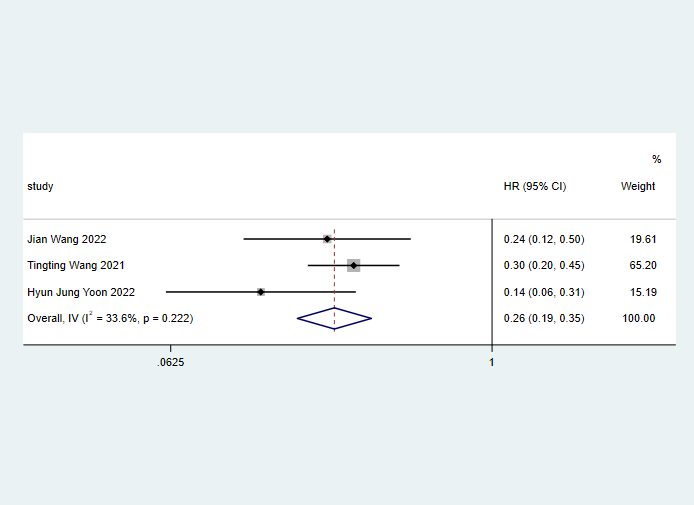 %
study HR (95% CI) Weight
Jian Wang 2022 0.24 (0.12, 0.50) 19.61
Tingting Wang 2021 0.30 (0.20, 0.45) 65.20
Hyun Jung Yoon 2022 0.14 (0.06, 0.31) 15.19
Overall, IV (I² = 33.6%, p = 0.222) 0.26 (0.19, 0.35) 100.00
.0625 1